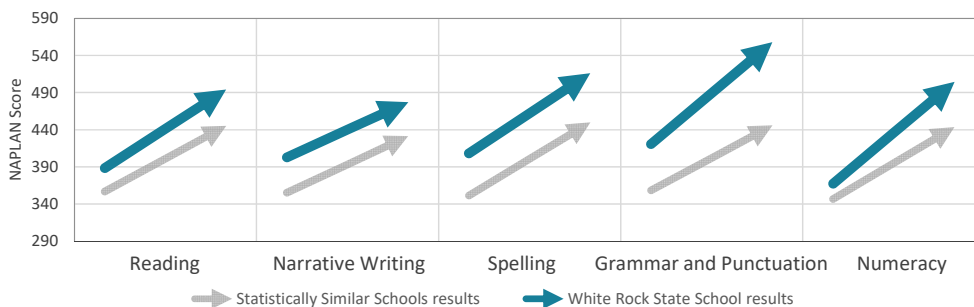 590
540
490
440
390
340
290
NAPLAN Score
Reading Narrative Writing Spelling Grammar and Punctuation Numeracy
Statistically Similar Schools results White Rock State School results